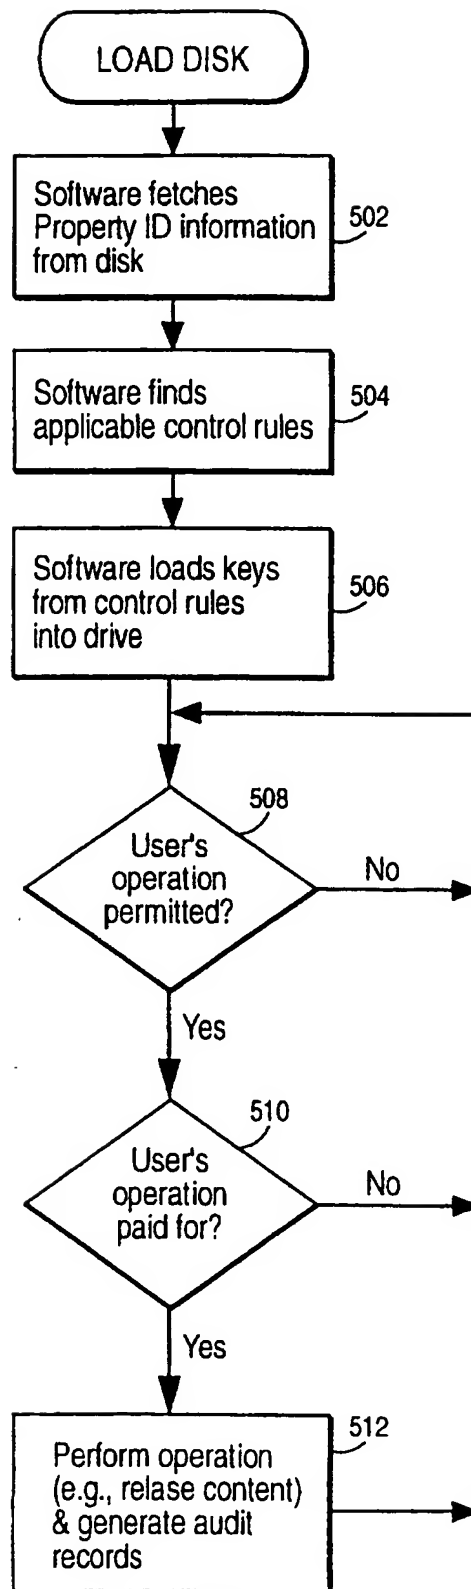 LOAD DISK
Software fetches
Property ID information
from disk
502
Software finds
applicable control rules
504
Software loads keys
from control rules
into drive
506
508
User's
operation
permitted?
No
Yes
510
User's
operation
paid for?
No
Yes
512
Perform operation
(e.g., relase content)
& generate audit
records